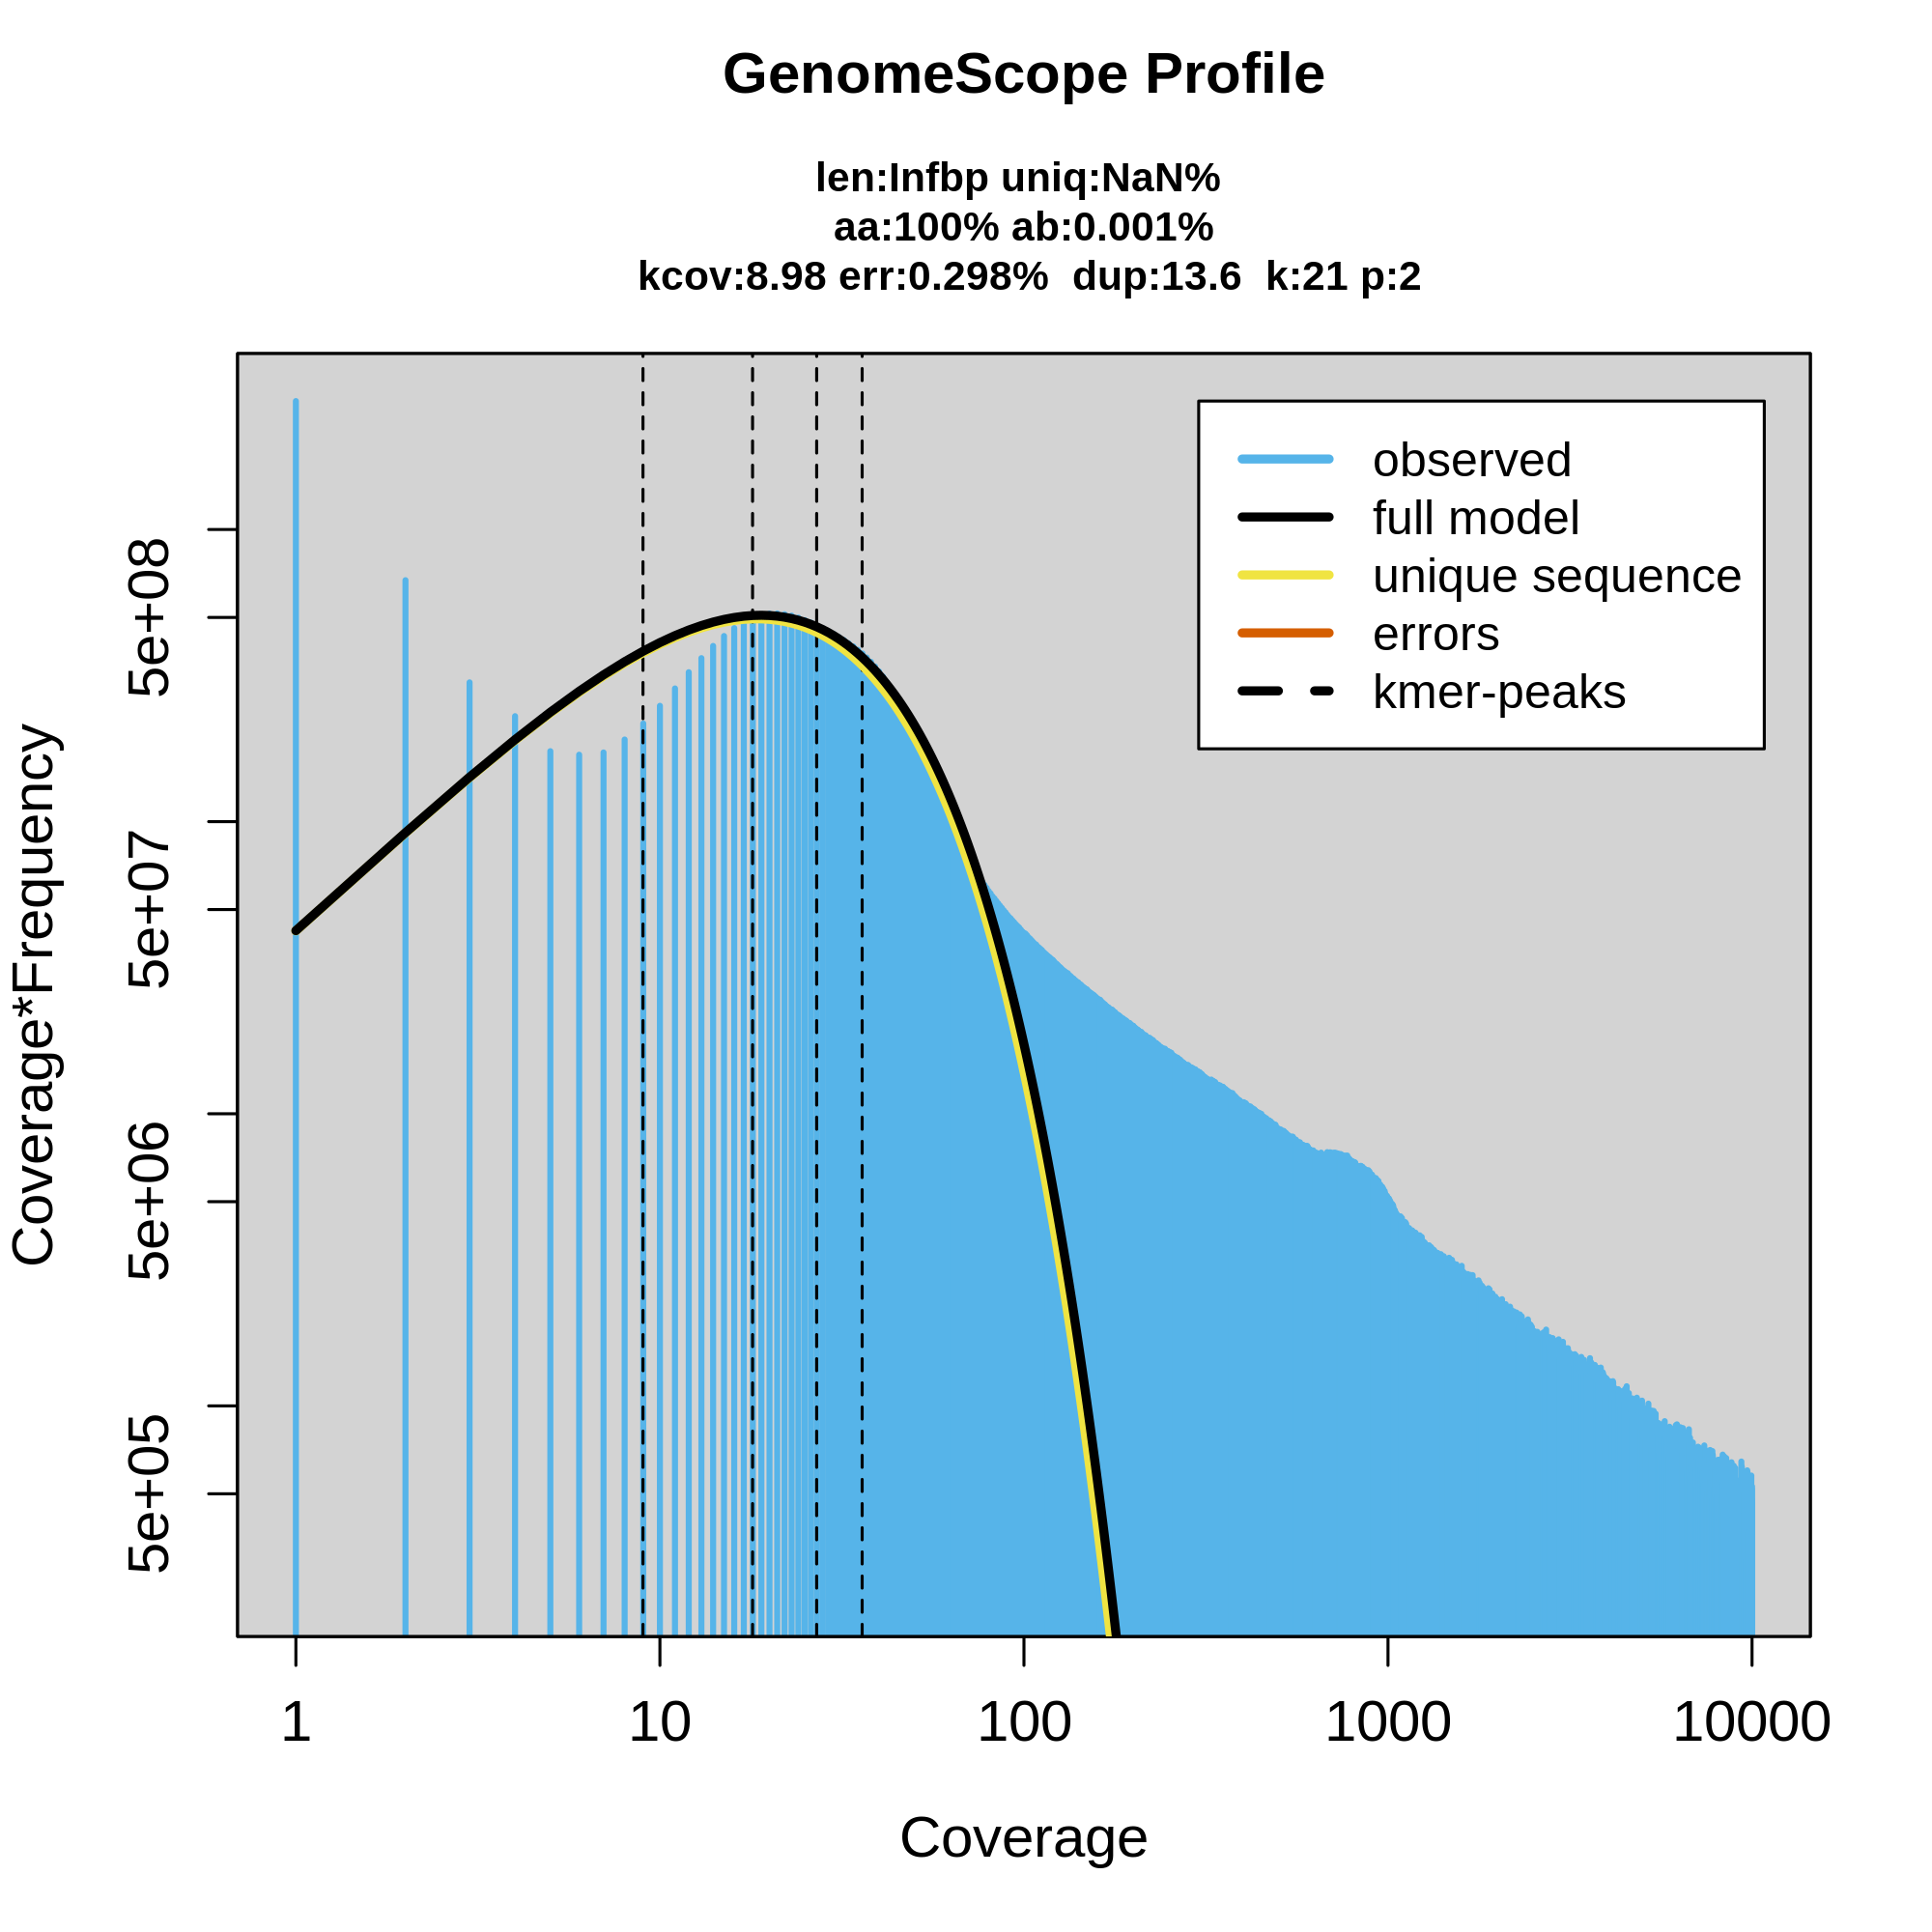 GenomeScope Profile
len:Infbp uniq:NaN%
aa:100% ab:0.001%
kcov:8.98 err:0.298%  dup:13.6  k:21 p:2
observed
full model
unique sequence
errors
kmer-peaks
Coverage*Frequency
5e+08
5e+07
5e+06
5e+05
1 10 100 1000 10000
Coverage